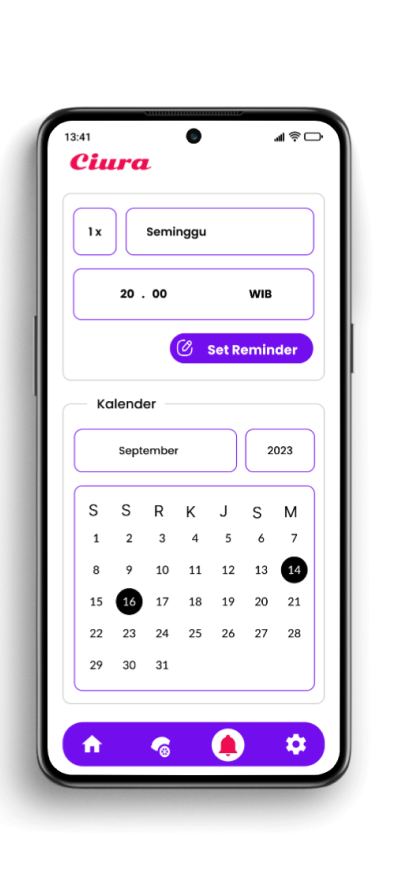 13:41
Ciura
1 x Seminggu
20 . 00 WIB
Set Reminder
Kalender
September 2023
S S R K J S M
1 2 3 4 5 6 7
8 9 10 11 12 13 14
15 16 17 18 19 20 21
22 23 24 25 26 27 28
29 30 31